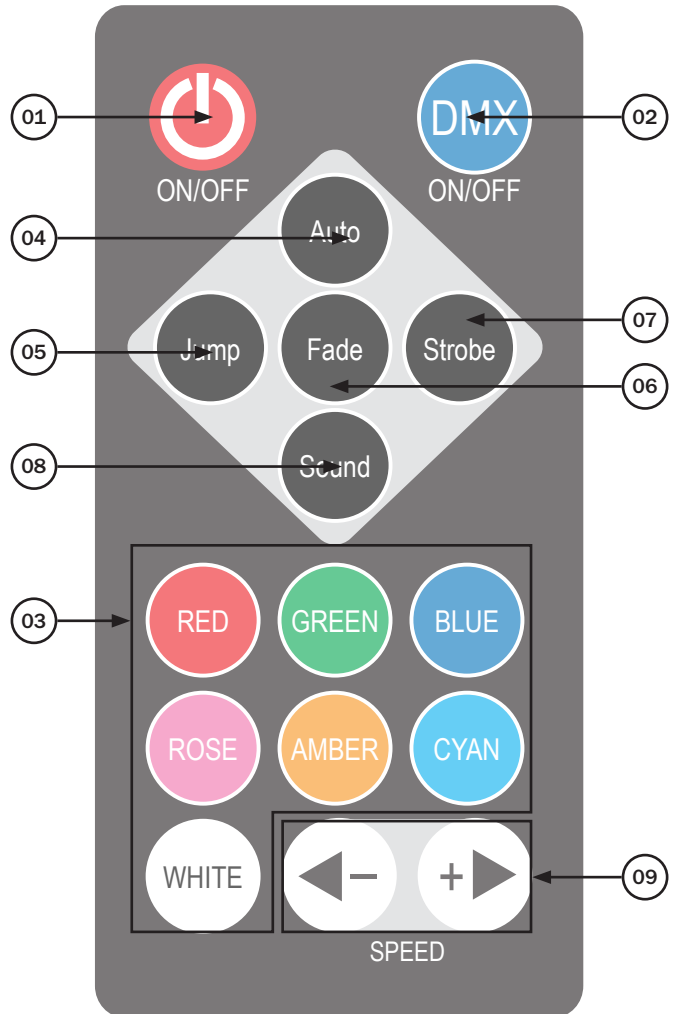 01
DMX
02
ON/OFF
ON/OFF
Auto
04
07
Jump
Fade
Strobe
05
06
Sound
08
RED
GREEN
BLUE
03
ROSE
AMBER
CYAN
WHITE
-
+
09
SPEED